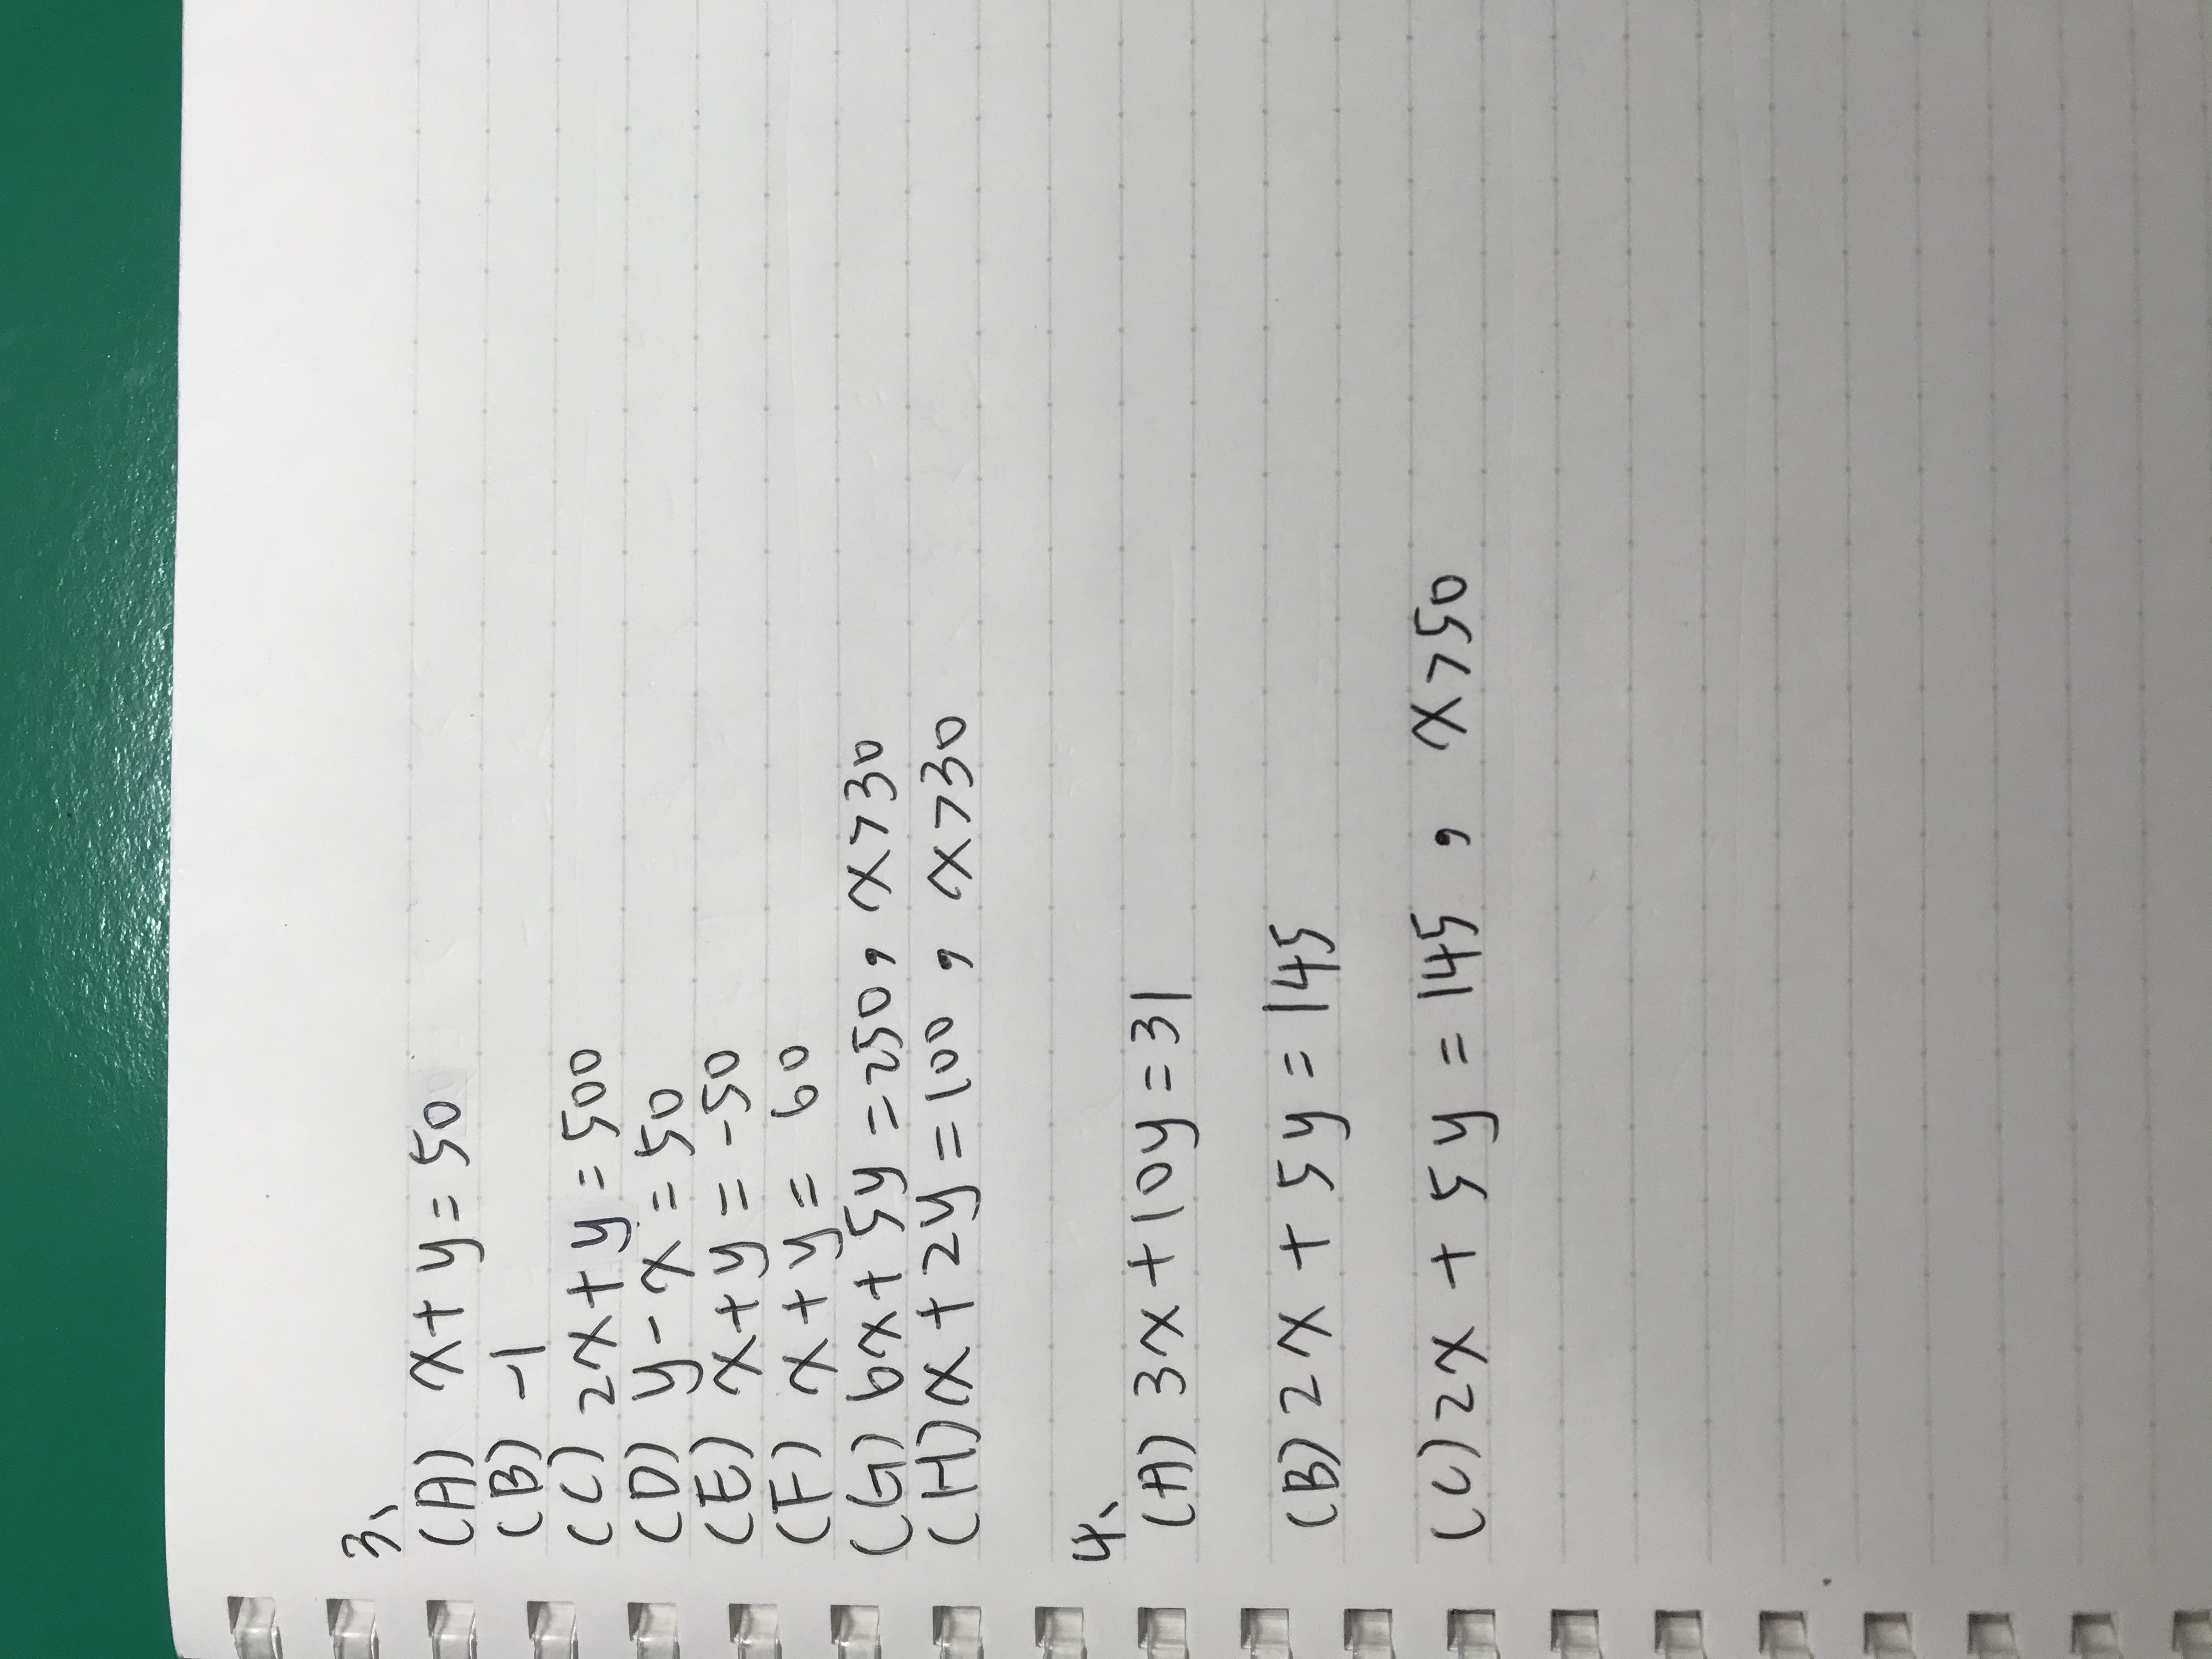 3、
(A) x+y=50
(B) -1
(C) 2x+y=500
(D) y-x=50
(E) x+y=-50
(F) x+y=60
(G) 6x+5y=250, x>30
(H) x+2y=100, x>30
4、
(A) 3x+10y=31
(B) 2x+5y=145
(C) 2x+5y=145, x>50